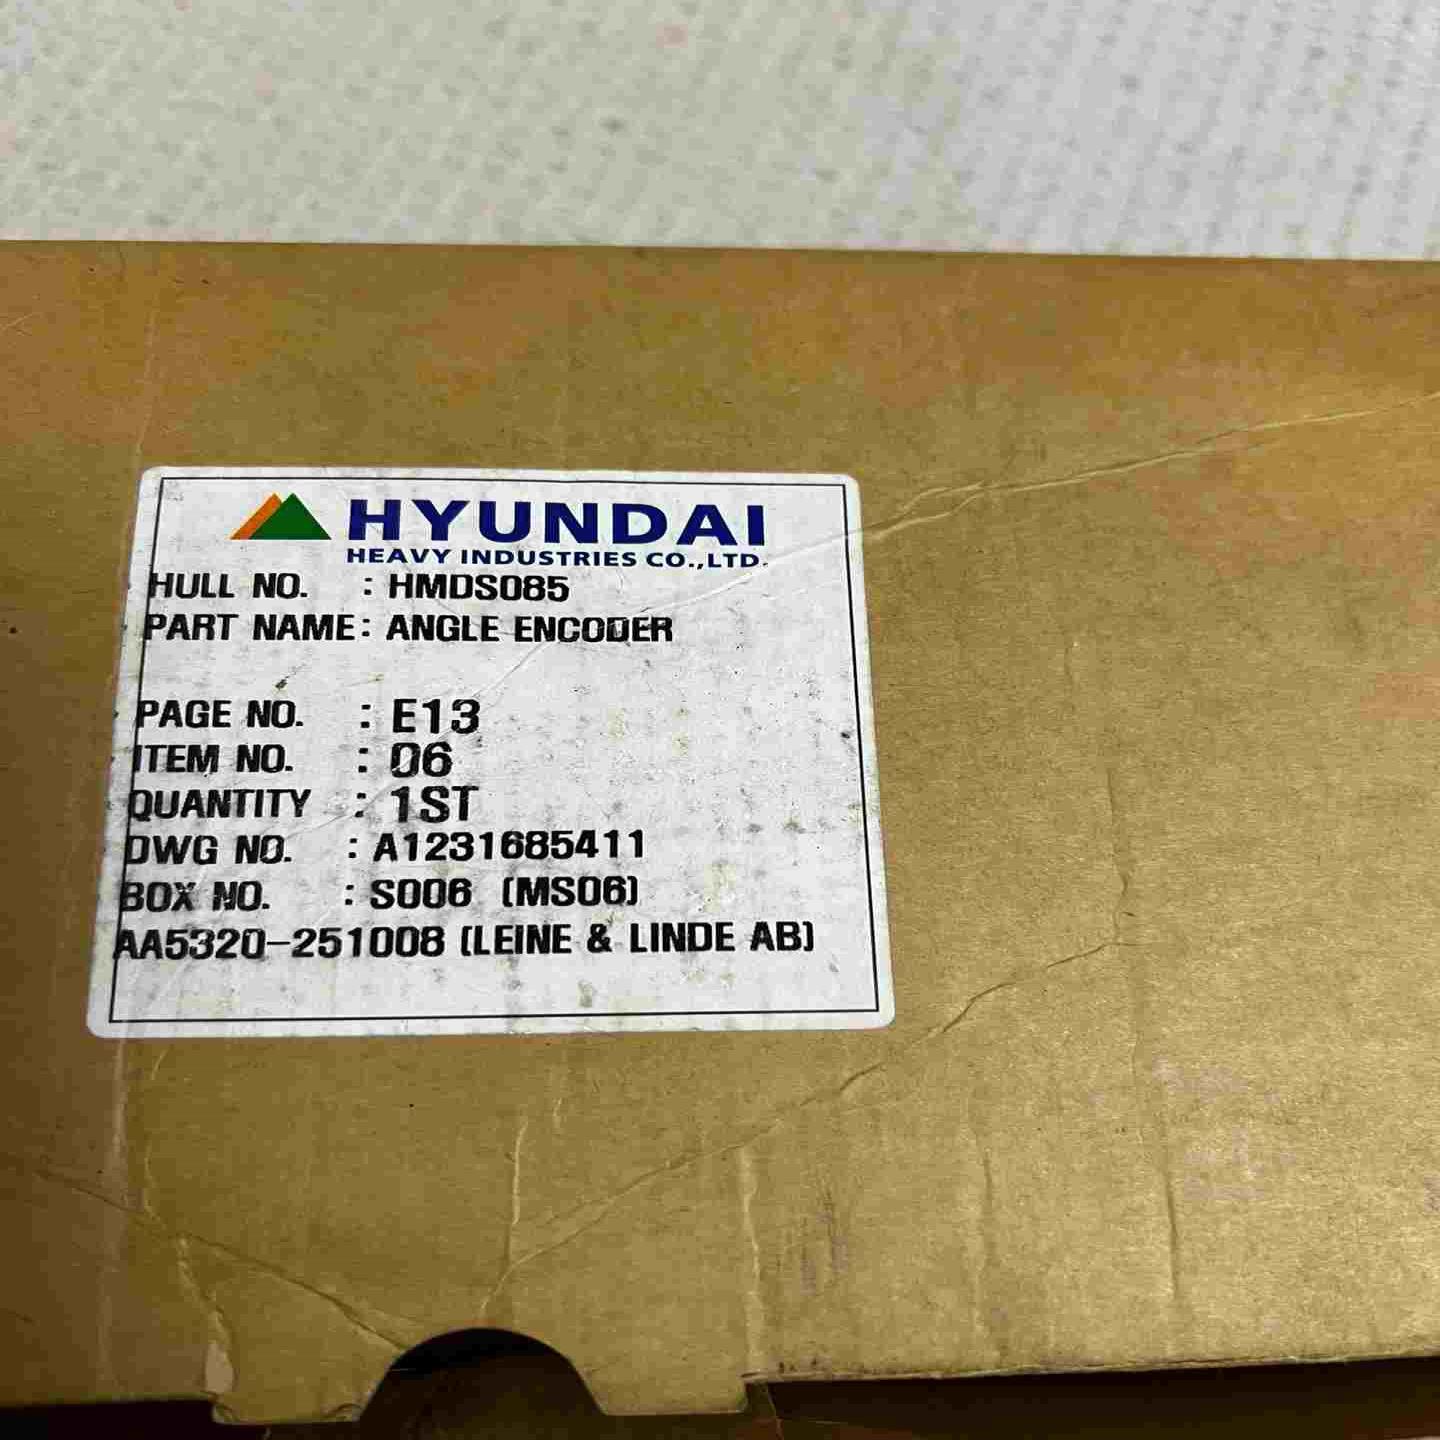 HYUNDAI
HEAVY INDUSTRIES CO.,LTD.
HULL NO. : HMDS085
PART NAME : ANGLE ENCODER
PAGE NO. : E13
ITEM NO. : 06
QUANTITY : 1ST
DWG NO. : A1231685411
BOX NO. : S006 (MS06)
AA5320-251008 (LEINE & LINDE AB)